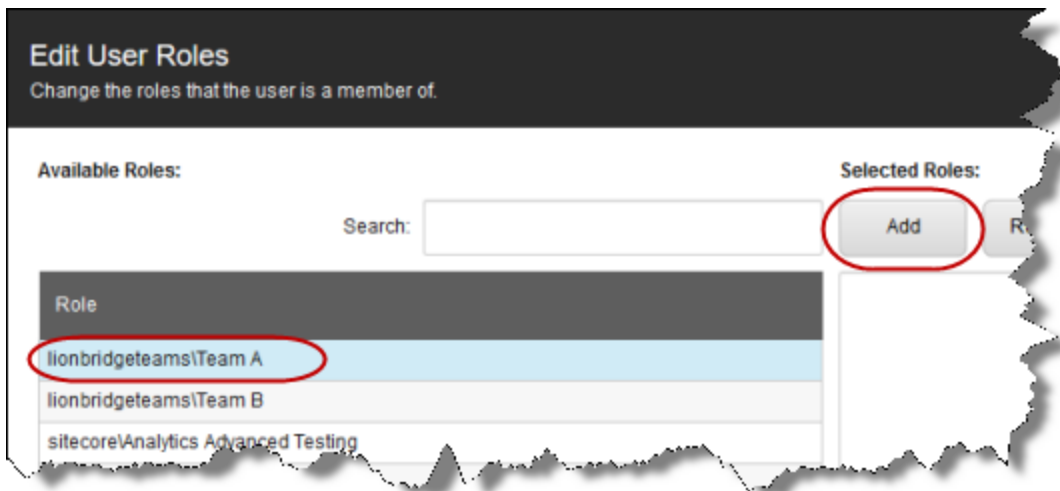 Edit User Roles
Change the roles that the user is a member of.
Available Roles:
Selected Roles:
Search:
Add
Role
lionbridgeteams\Team A
lionbridgeteams\Team B
sitecore\Analytics Advanced Testing